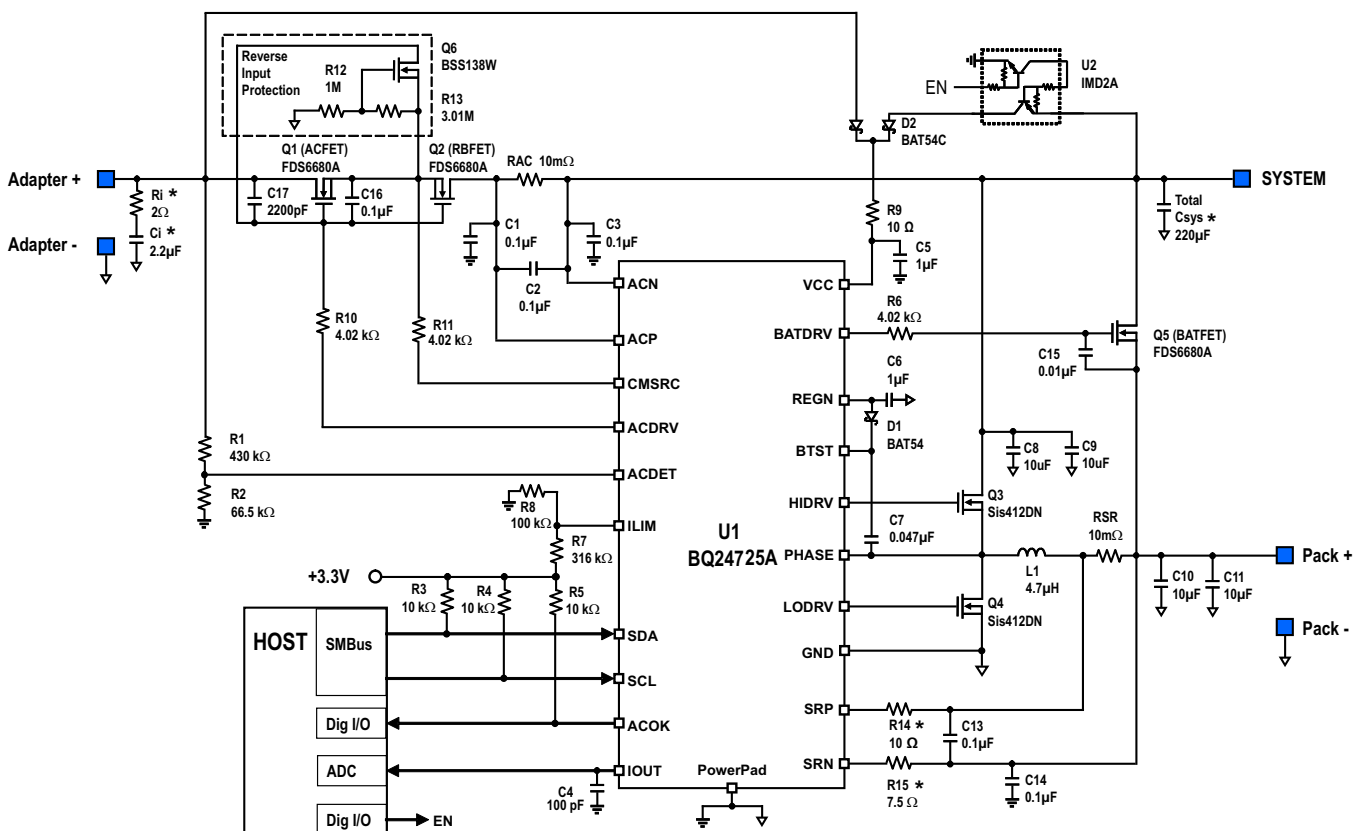 Reverse
Input
Protection
R12
1M
Q6
BSS138W
R13
3.01M
EN
U2
IMD2A
D2
BAT54C
Q1 (ACFET)
FDS6680A
Q2 (RBFET)
FDS6680A
RAC 10mΩ
Adapter +
SYSTEM
Ri *
2Ω
Ci *
2.2µF
Adapter -
C17
2200pF
C16
0.1µF
C1
0.1µF
C3
0.1µF
C2
0.1µF
R9
10 Ω
C5
1µF
Total
Csys *
220µF
R10
4.02 kΩ
R11
4.02 kΩ
ACN
ACP
CMSRC
ACDRV
ACDET
ILIM
SDA
SCL
ACOK
IOUT
U1
BQ24725A
PowerPad
VCC
BATDRV
REGN
BTST
HIDRV
PHASE
LODRV
GND
SRP
SRN
R6
4.02 kΩ
C15
0.01µF
Q5 (BATFET)
FDS6680A
C6
1µF
D1
BAT54
C8
10uF
C9
10uF
Q3
Sis412DN
C7
0.047µF
L1
4.7µH
RSR
10mΩ
Pack +
C10
10µF
C11
10µF
Q4
Sis412DN
Pack -
R14 *
10 Ω
C13
0.1µF
R15 *
7.5 Ω
C14
0.1µF
R1
430 kΩ
R2
66.5 kΩ
R8
100 kΩ
R7
316 kΩ
+3.3V
R3
10 kΩ
R4
10 kΩ
R5
10 kΩ
HOST
SMBus
Dig I/O
ADC
C4
100 pF
Dig I/O
EN